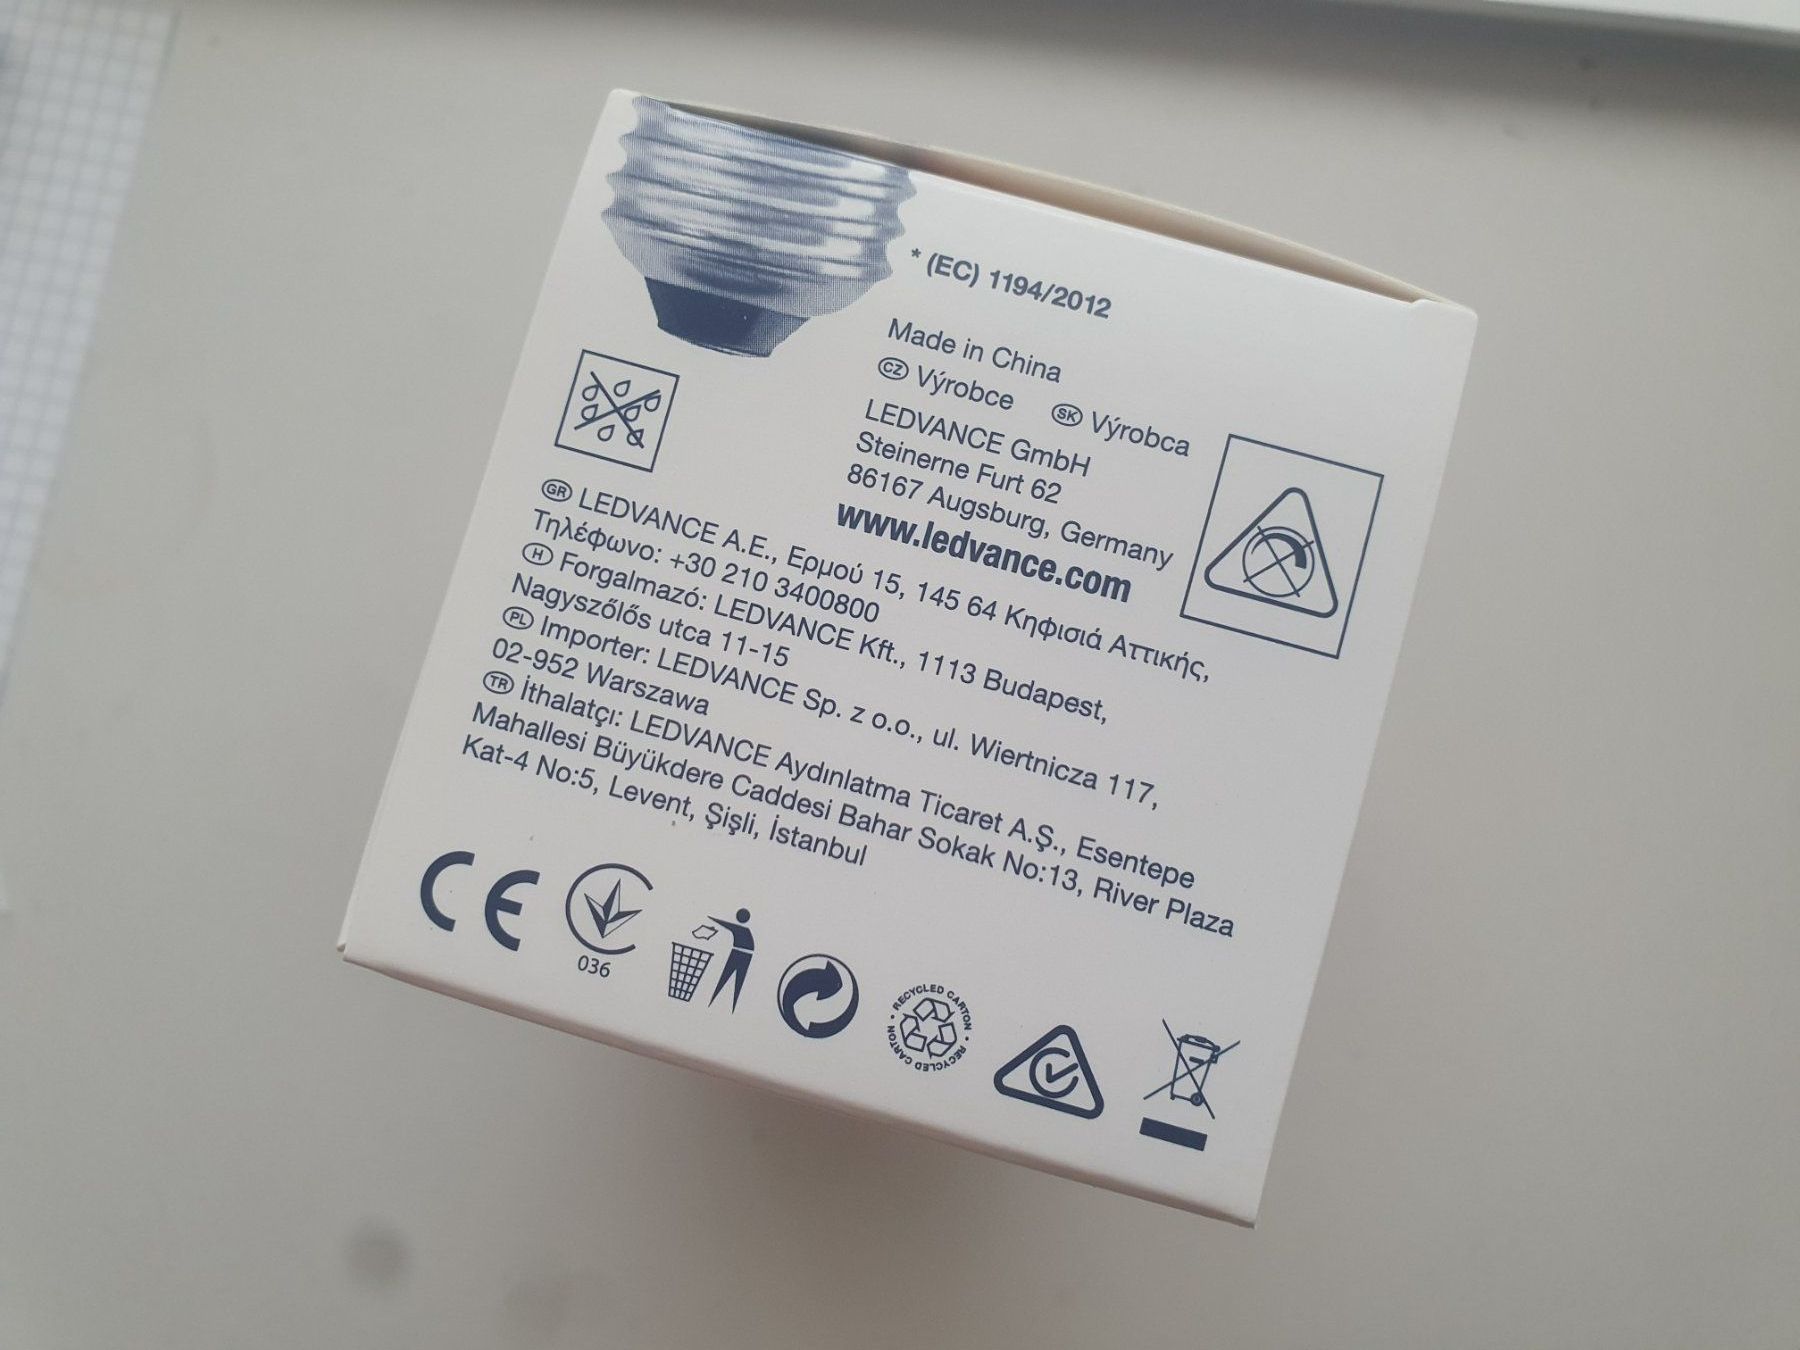 * (EC) 1194/2012
Made in China
CZ Výrobce SK Výrobca
LEDVANCE GmbH
Steinerne Furt 62
86167 Augsburg, Germany
www.ledvance.com
GR LEDVANCE A.E., Ερμού 15, 145 64 Κηφισιά Αττικής,
Τηλέφωνο: +30 210 3400800
H Forgalmazó: LEDVANCE Kft., 1113 Budapest,
Nagyszőlős utca 11-15
PL Importer: LEDVANCE Sp. z o.o., ul. Wiertnicza 117,
02-952 Warszawa
TR İthalatçı: LEDVANCE Aydınlatma Ticaret A.Ş., Esentepe
Mahallesi Büyükdere Caddesi Bahar Sokak No:13, River Plaza
Kat-4 No:5, Levent, Şişli, İstanbul
CE
036
RECYCLED CARTON • RECYCLED CARTON •